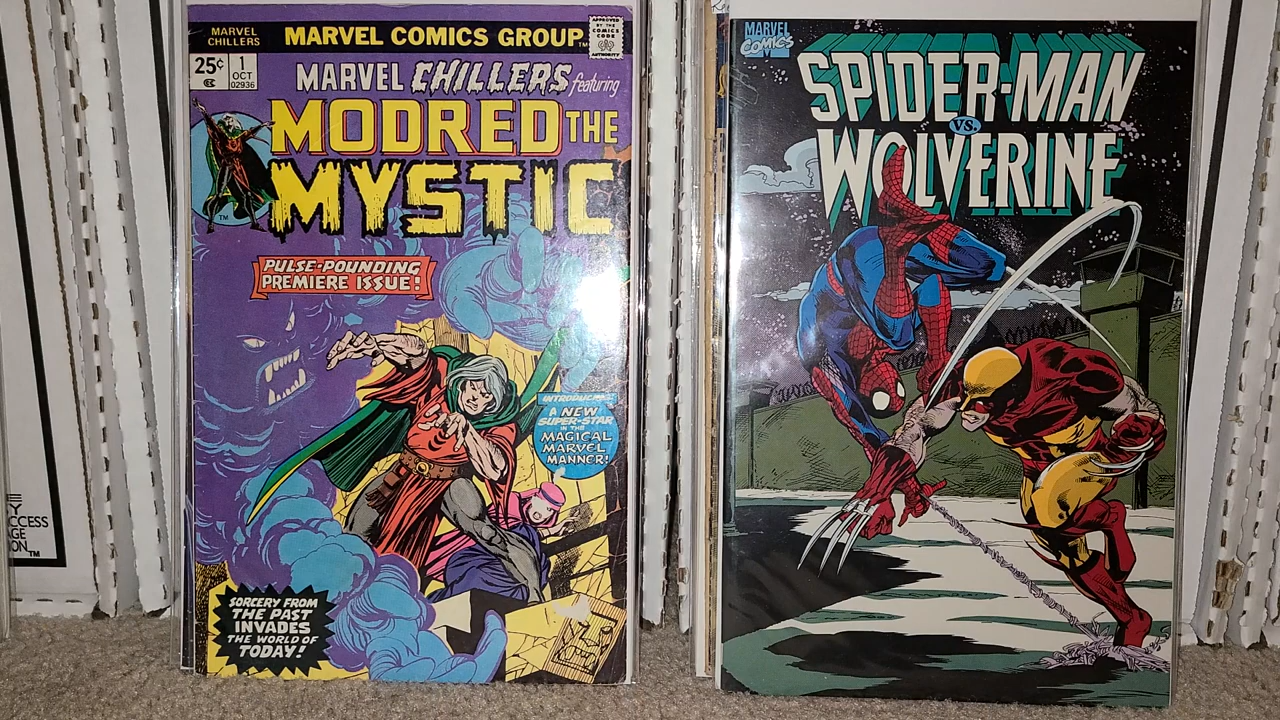 MARVEL CHILLERS
MARVEL COMICS GROUP TM
APPROVED BY THE COMICS CODE AUTHORITY
25¢
1
OCT
02936
MARVEL CHILLERS featuring
MODRED THE
MYSTIC
TM
PULSE-POUNDING
PREMIERE ISSUE!
INTRODUCING
A NEW
SUPER-STAR
IN THE
MAGICAL
MARVEL
MANNER!
SORCERY FROM
THE PAST
INVADES
THE WORLD OF
TODAY!
MARVEL
COMICS
SPIDER-MAN
VS.
WOLVERINE